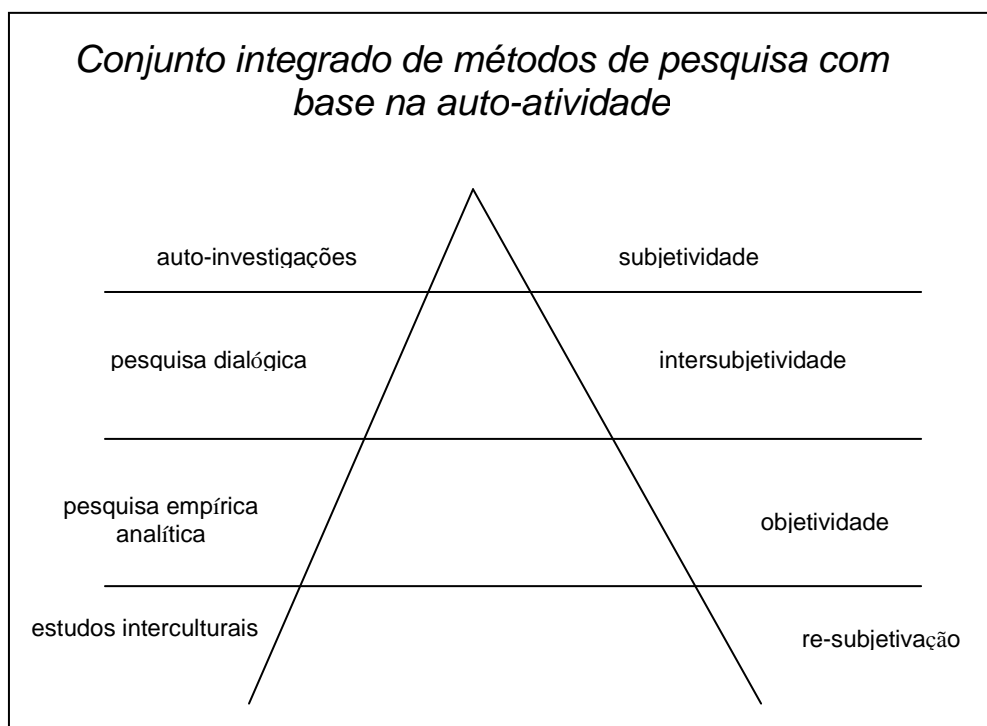 Conjunto integrado de métodos de pesquisa com
base na auto-atividade
auto-investigações
subjetividade
pesquisa dialógica
intersubjetividade
pesquisa empírica
analítica
objetividade
estudos interculturais
re-subjetivação